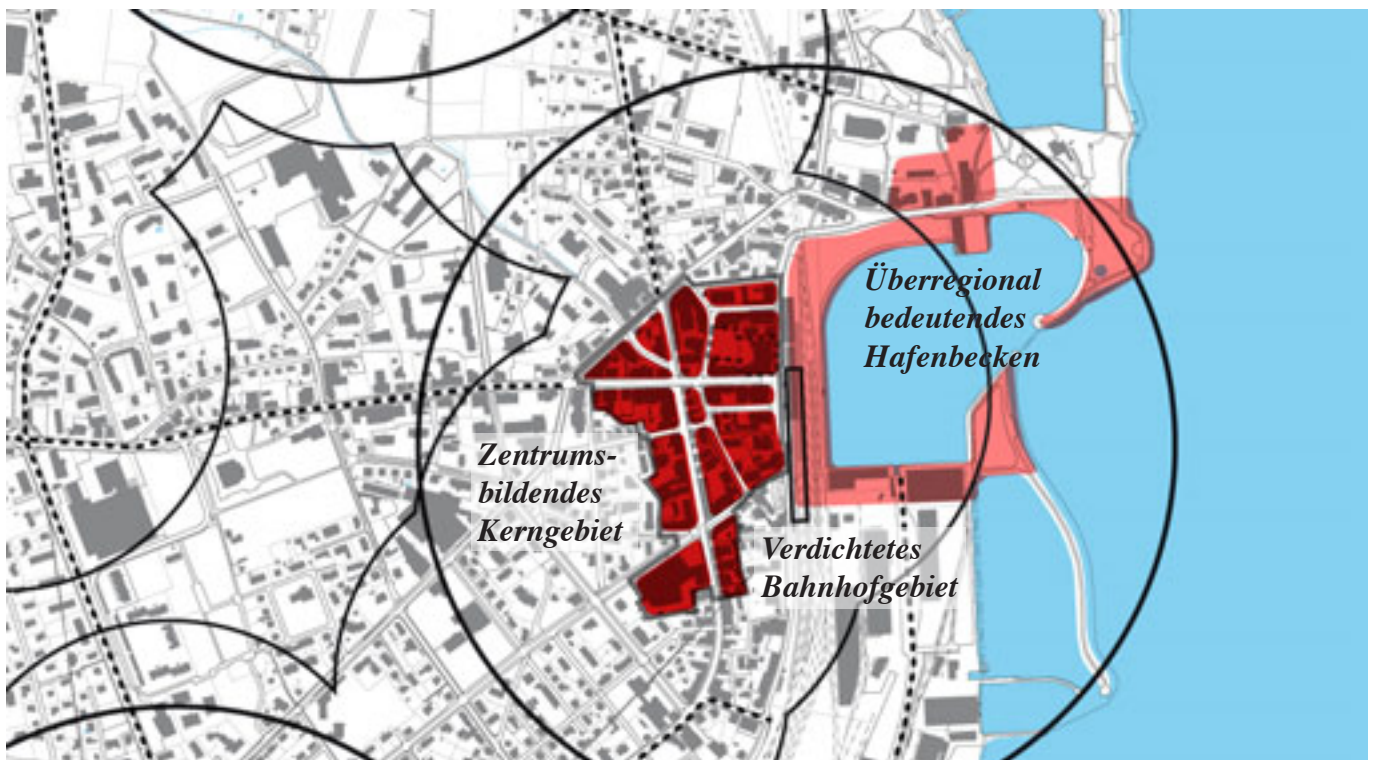 Überregional
bedeutendes
Hafenbecken
Zentrums-
bildendes
Kerngebiet
Verdichtetes
Bahnhofgebiet